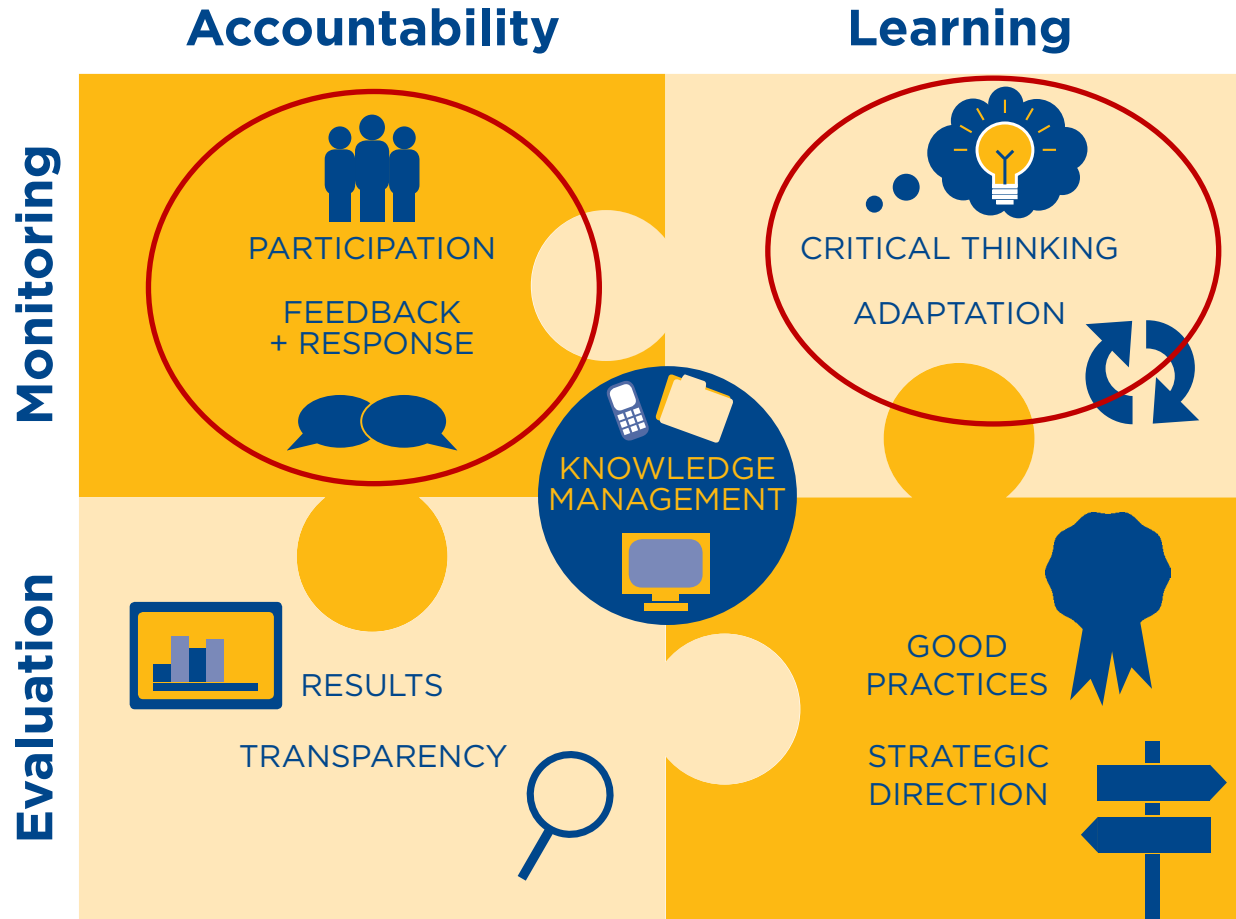 Accountability
Learning
Monitoring
PARTICIPATION
FEEDBACK
+ RESPONSE
CRITICAL THINKING
ADAPTATION
KNOWLEDGE
MANAGEMENT
Evaluation
RESULTS
TRANSPARENCY
GOOD
PRACTICES
STRATEGIC
DIRECTION